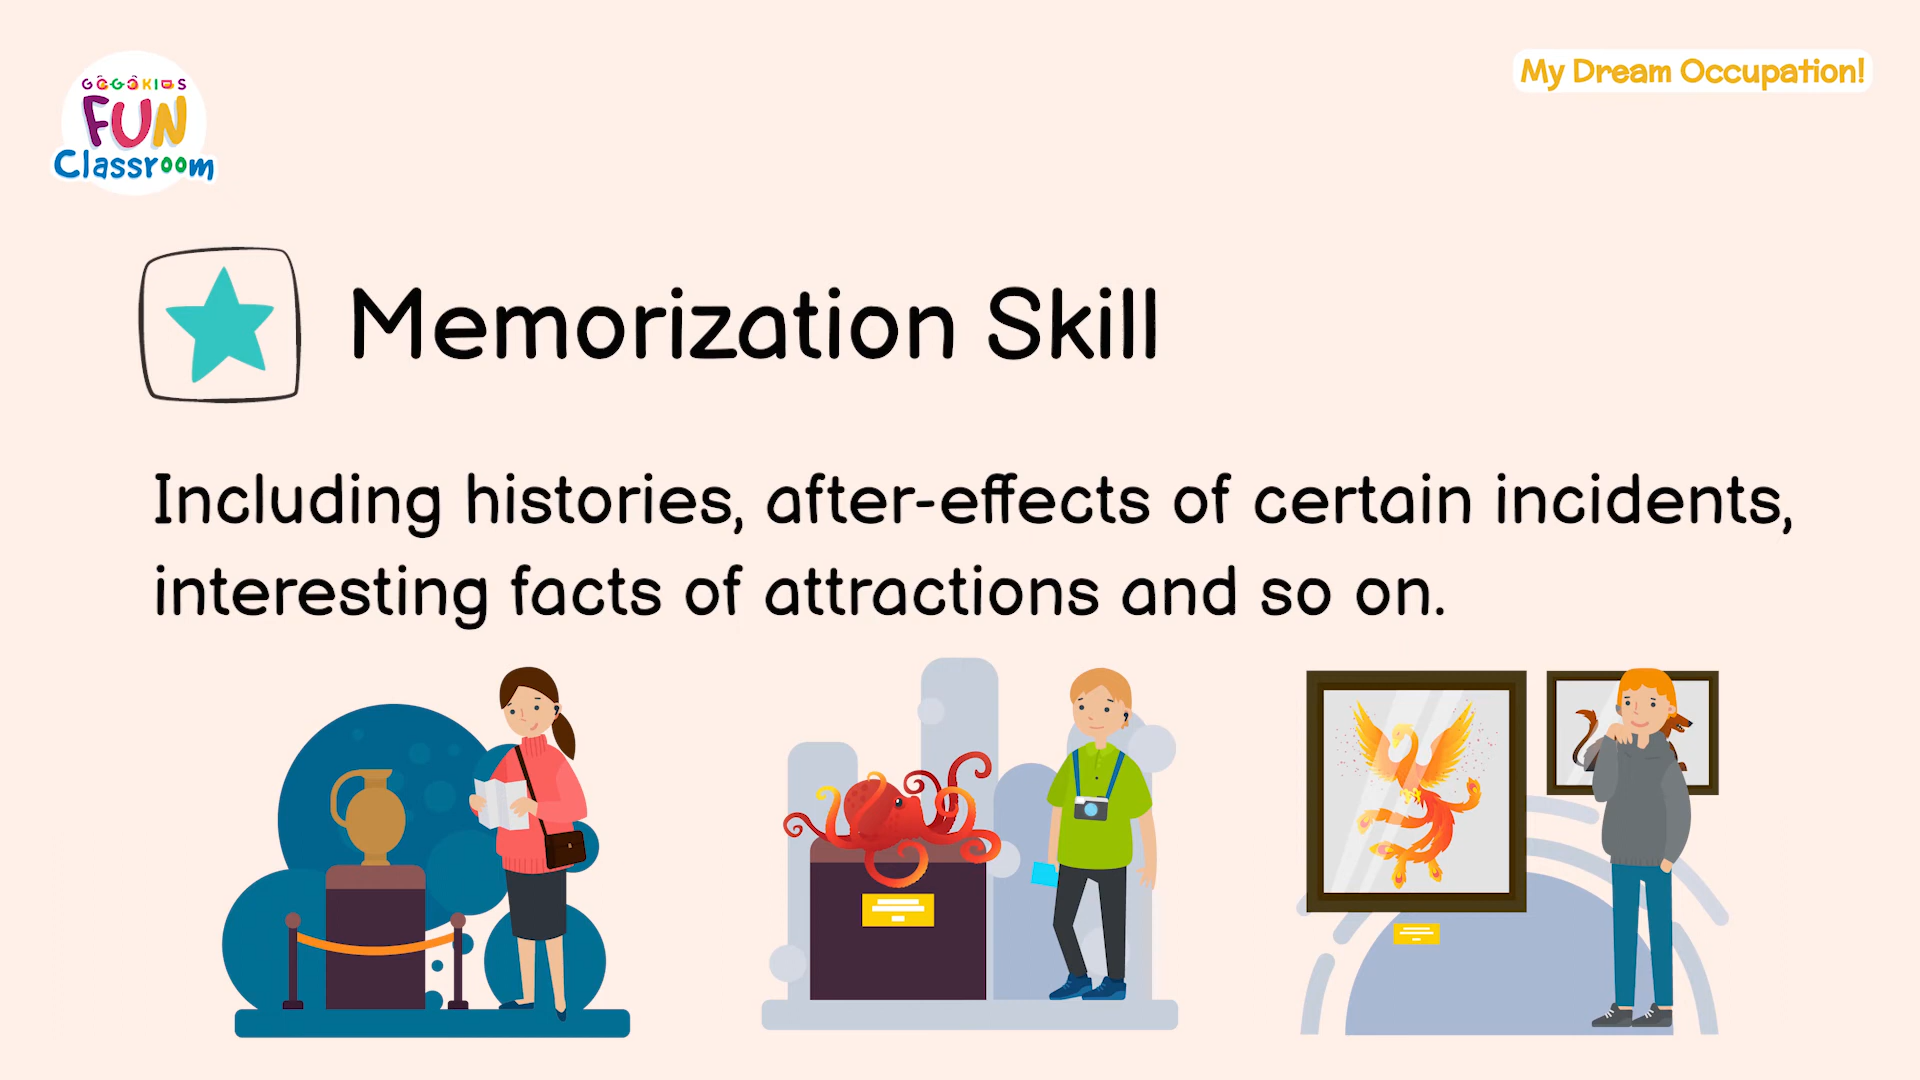 GOGOKIDS
FUN
Classroom
My Dream Occupation!
Memorization Skill
Including histories, after-effects of certain incidents,
interesting facts of attractions and so on.